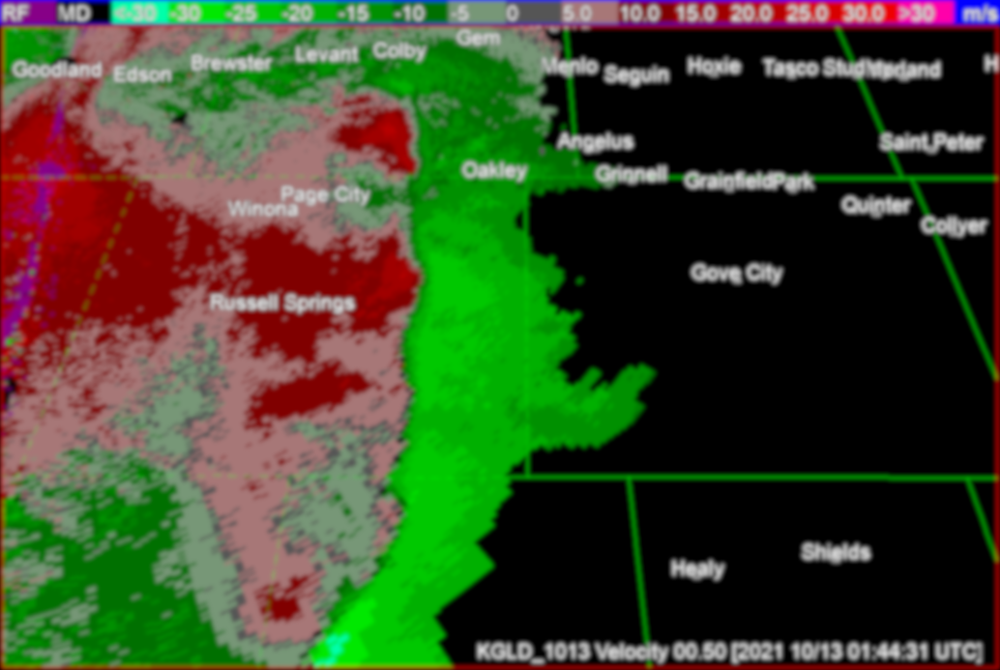 RF MD <-30 -30 -25 -20 -15 -10 -5 0 5.0 10.0 15.0 20.0 25.0 30.0 >30 m/s
Gem
Levant Colby
Goodland Edson Brewster Menlo Seguin Hoxie Tasco
Angelus Saint Peter
Oakley Grinnell Grainfield Park
Winona Page City Quinter
Collyer
Gove City
Russell Springs
Shields
Healy
KGLD_1013 Velocity 00.50 [2021 10/13 01:44:31 UTC]